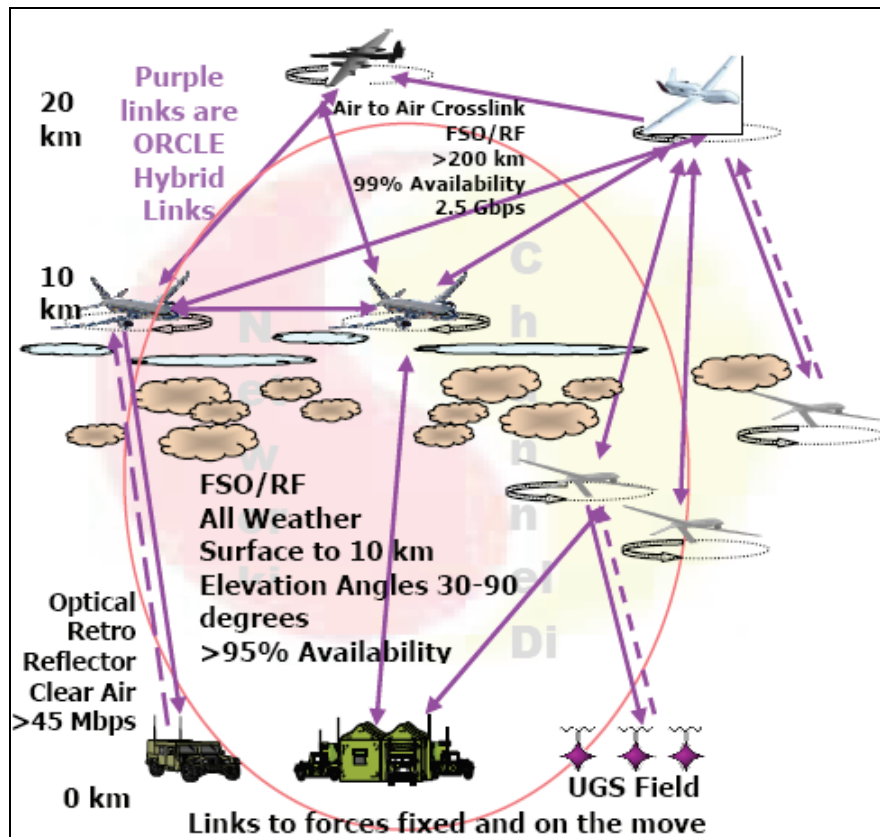 Purple
links are
ORCLE
Hybrid
Links
20
km
Air to Air Crosslink
FSO/RF
>200 km
99% Availability
2.5 Gbps
10
km
FSO/RF
All Weather
Surface to 10 km
Elevation Angles 30-90
degrees
>95% Availability
Optical
Retro
Reflector
Clear Air
>45 Mbps
0 km
UGS Field
Links to forces fixed and on the move